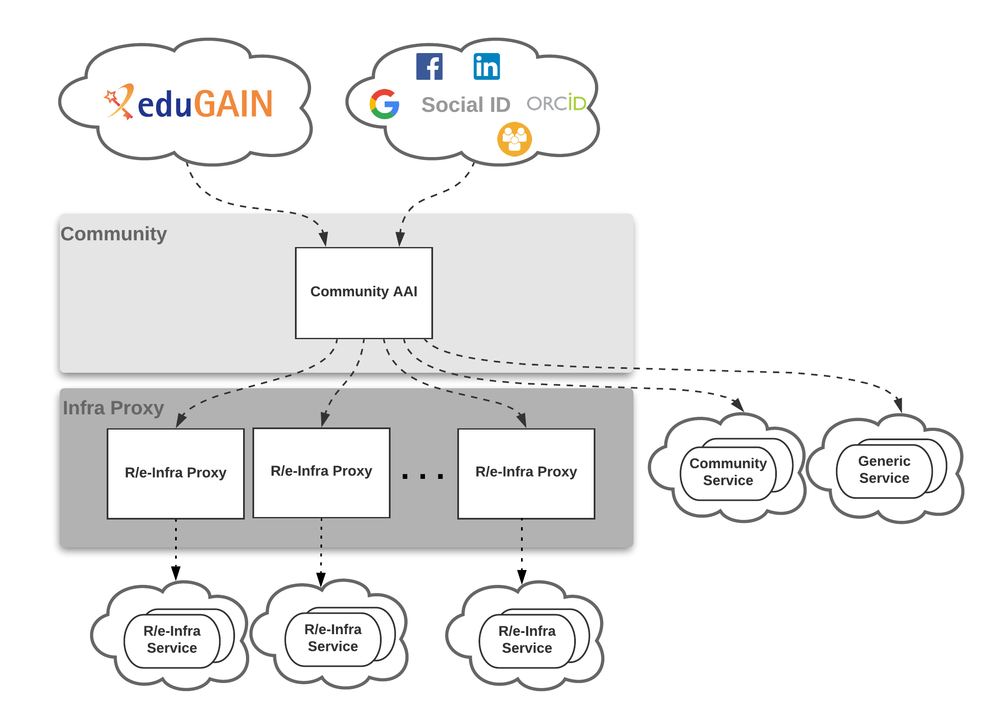 eduGAIN
Social ID
ORCiD
Community
Community AAI
Infra Proxy
R/e-Infra Proxy
R/e-Infra Proxy
. . .
R/e-Infra Proxy
Community
Service
Generic
Service
R/e-Infra
Service
R/e-Infra
Service
R/e-Infra
Service